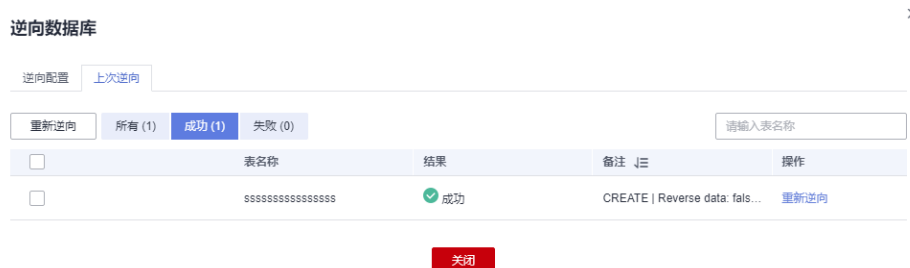 逆向数据库
逆向配置 上次逆向
重新逆向 所有 (1) 成功 (1) 失败 (0) 请输入表名称
表名称 结果 备注 操作
ssssssssssssssss 成功 CREATE | Reverse data: fals... 重新逆向
关闭